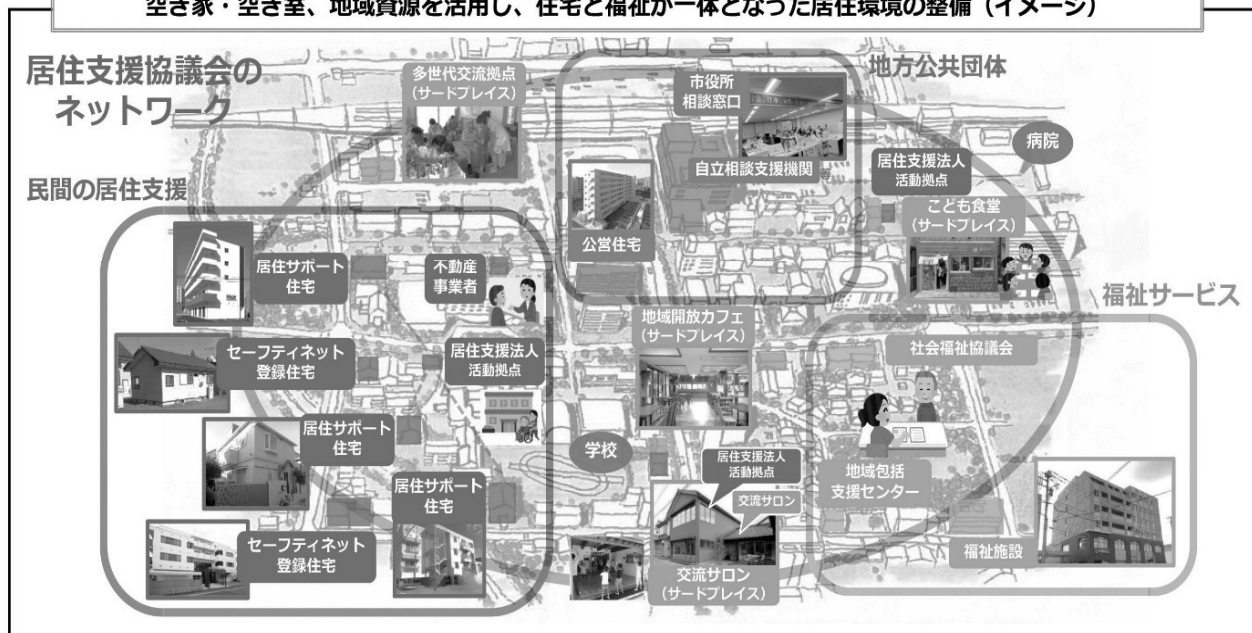 空き家・空き室、地域資源を活用し、住宅と福祉が一体となった居住環境の整備（イメージ）
居住支援協議会の
ネットワーク
多世代交流拠点
（サードプレイス）
市役所
相談窓口
地方公共団体
自立相談支援機関
居住支援法人
活動拠点
病院
民間の居住支援
公営住宅
こども食堂
（サードプレイス）
居住サポート
住宅
不動産
事業者
福祉サービス
地域開放カフェ
（サードプレイス）
社会福祉協議会
セーフティネット
登録住宅
居住支援法人
活動拠点
居住サポート
住宅
学校
居住支援法人
活動拠点
交流サロン
地域包括
支援センター
居住サポート
住宅
セーフティネット
登録住宅
交流サロン
（サードプレイス）
福祉施設